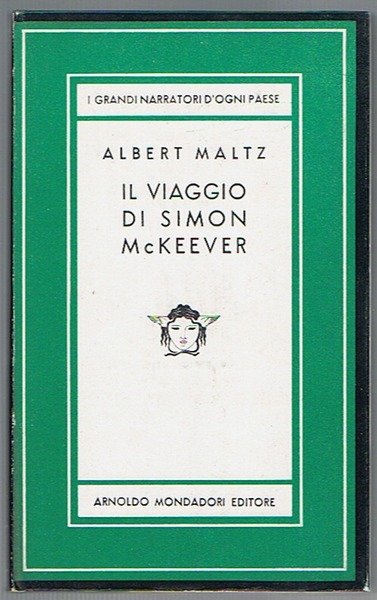 I GRANDI NARRATORI D'OGNI PAESE
ALBERT MALTZ
IL VIAGGIO
DI SIMON
McKEEVER
ARNOLDO MONDADORI EDITORE